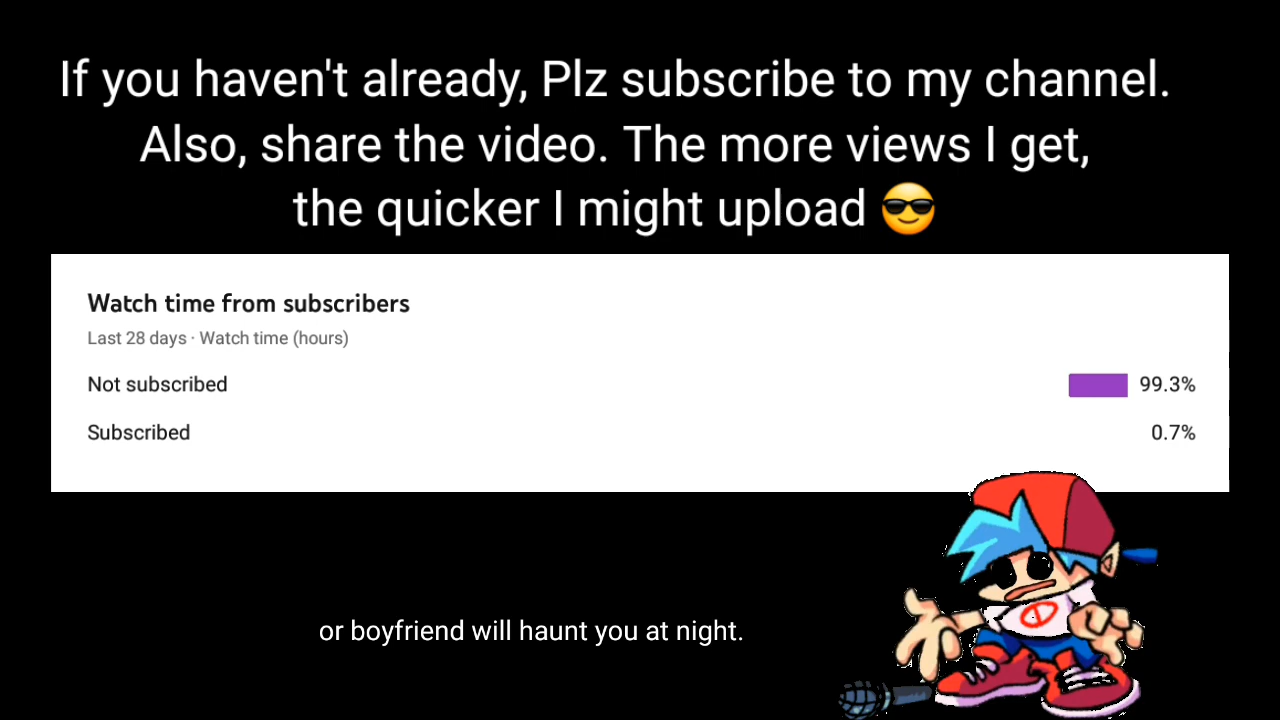 If you haven't already, Plz subscribe to my channel.
Also, share the video. The more views I get,
the quicker I might upload 😎
Watch time from subscribers
Last 28 days · Watch time (hours)
Not subscribed 99.3%
Subscribed 0.7%
or boyfriend will haunt you at night.